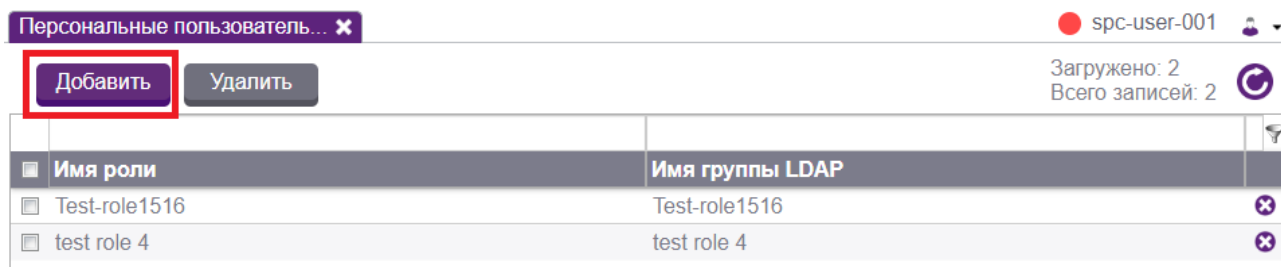 Персональные пользователь... spc-user-001
Добавить Удалить Загружено: 2
Всего записей: 2
Имя роли Имя группы LDAP
Test-role1516 Test-role1516
test role 4 test role 4